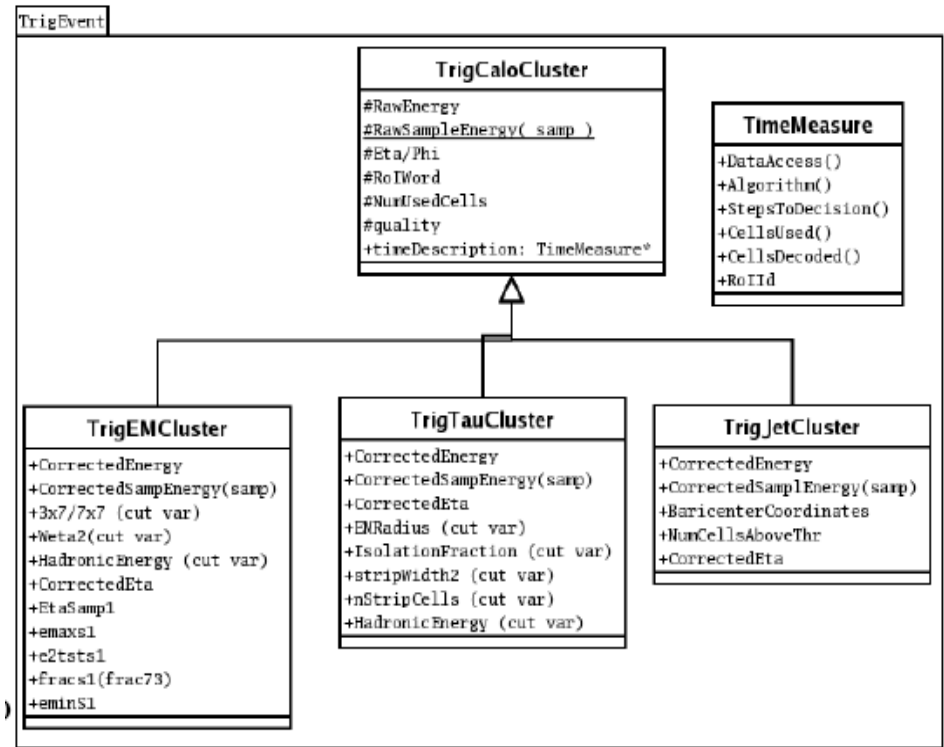 TrigEvent
TrigCaloCluster
#RawEnergy
#RawSampleEnergy( samp )
#Eta/Phi
#RoIWord
#NumUsedCells
#quality
+timeDescription: TimeMeasure*
TimeMeasure
+DataAccess()
+Algorithm()
+StepsToDecision()
+CellsUsed()
+CellsDecoded()
+RoIId
TrigEMCluster
+CorrectedEnergy
+CorrectedSampEnergy(samp)
+3x7/7x7 (cut var)
+Weta2(cut var)
+HadronicEnergy (cut var)
+CorrectedEta
+EtaSamp1
+emaxs1
+e2tsts1
+fracs1(frac73)
+eminS1
TrigTauCluster
+CorrectedEnergy
+CorrectedSampEnergy(samp)
+CorrectedEta
+EMRadius (cut var)
+IsolationFraction (cut var)
+stripWidth2 (cut var)
+nStripCells (cut var)
+HadronicEnergy (cut var)
TrigJetCluster
+CorrectedEnergy
+CorrectedSamplEnergy(samp)
+BaricenterCoordinates
+NumCellsAboveThr
+CorrectedEta